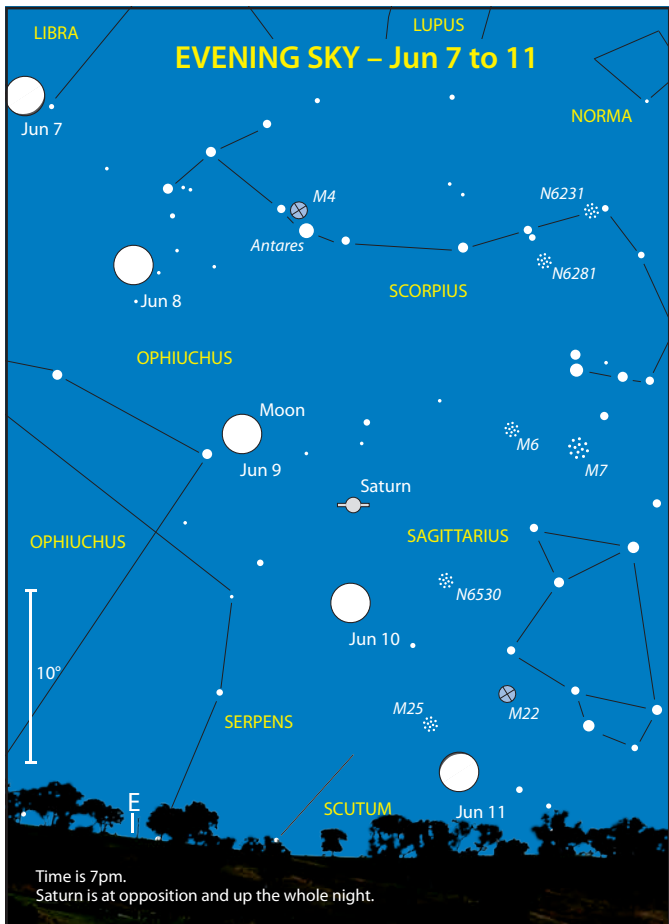 LIBRA
LUPUS
EVENING SKY – Jun 7 to 11
NORMA
Jun 7
M4
N6231
Antares
N6281
SCORPIUS
Jun 8
OPHIUCHUS
Moon
M6
M7
Jun 9
Saturn
OPHIUCHUS
SAGITTARIUS
N6530
Jun 10
10°
M25
M22
SERPENS
E
SCUTUM
Jun 11
Time is 7pm.
Saturn is at opposition and up the whole night.